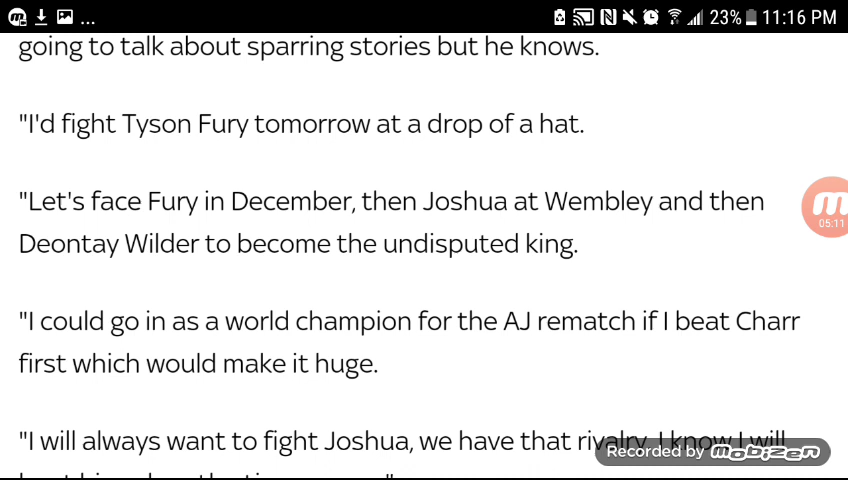 ... 23% 11:16 PM
going to talk about sparring stories but he knows.
"I'd fight Tyson Fury tomorrow at a drop of a hat.
"Let's face Fury in December, then Joshua at Wembley and then
Deontay Wilder to become the undisputed king.
05:11
"I could go in as a world champion for the AJ rematch if I beat Charr
first which would make it huge.
"I will always want to fight Joshua, we have that rivalry. I know I will
Recorded by mobizen